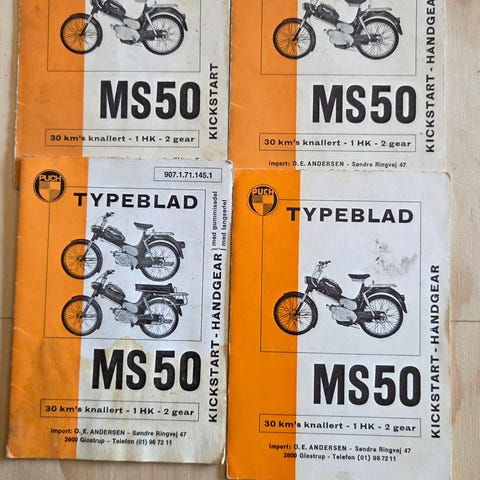 MS50
30 km's knallert - 1 HK - 2 gear
KICKSTART
MS50
30 km's knallert - 1 HK - 2 gear
Import: O. E. ANDERSEN - Søndre Ringvej 47
KICKSTART - HÅNDGEAR
PUCH
907.1.71.145.1
TYPEBLAD
med gummisadel
med langsadel
MS50
30 km's knallert - 1 HK - 2 gear
Import: O. E. ANDERSEN - Søndre Ringvej 47
2600 Glostrup - Telefon (01) 96 72 11
KICKSTART - HÅNDGEAR
PUCH
TYPEBLAD
MS50
30 km's knallert - 1 HK - 2 gear
Import: O. E. ANDERSEN - Søndre Ringvej 47
2600 Glostrup - Telefon (01) 96 72 11
KICKSTART - HÅNDGEAR